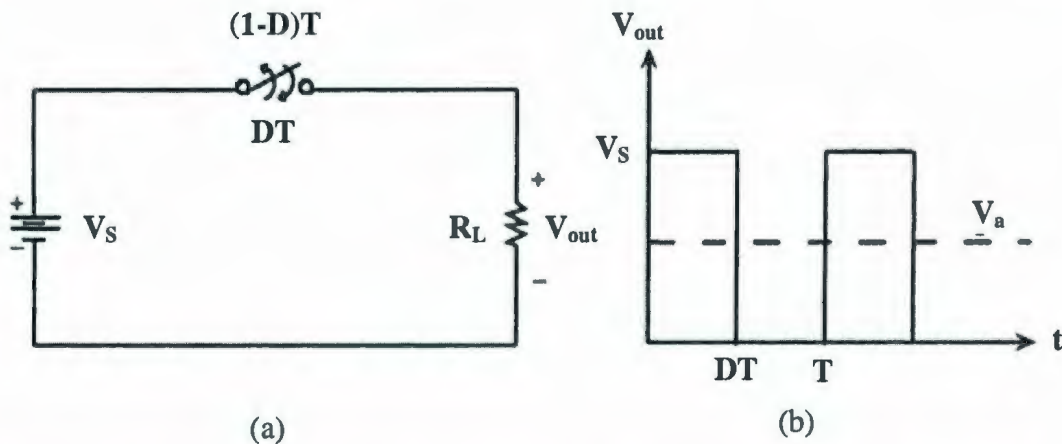 (1-D)T
DT
+
-
V_S
R_L
+
V_out
-
(a)
V_out
V_S
V_a
DT
T
t
(b)